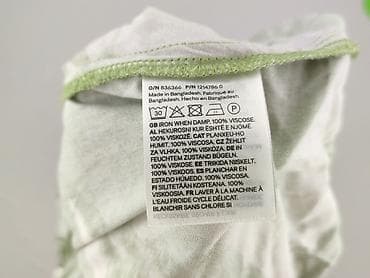 O/N 836366 P/N 1214786 0
Made in Bangladesh. Fabriqué au
Bangladesh. Hecho en Bangladesh.
30 P
GB IRON WHEN DAMP. 100% VISCOSE.
AL HEKUROSNI KUR ËSHTË E NJOMË.
100% VISKOZË. CAT PLANXEU-HO
HUMIT. 100% VISCOSA. CZ ŽEHLIT
ZA VLHKA. 100% VISKÓZA. DE IN
FEUCHTEM ZUSTAND BÜGELN.
100% VISKOSE. EE TRIIKIDA NISKELT.
100% VISKOOS. ES PLANCHAR EN
ESTADO HÚMEDO. 100% VISCOSA.
FI SILITETÄÄN KOSTEANA. 100%
VISKOOSIA. FR LAVER À LA MACHINE À
L'EAU FROIDE CYCLE DÉLICAT.
BLANCHIR SANS CHLORE SI